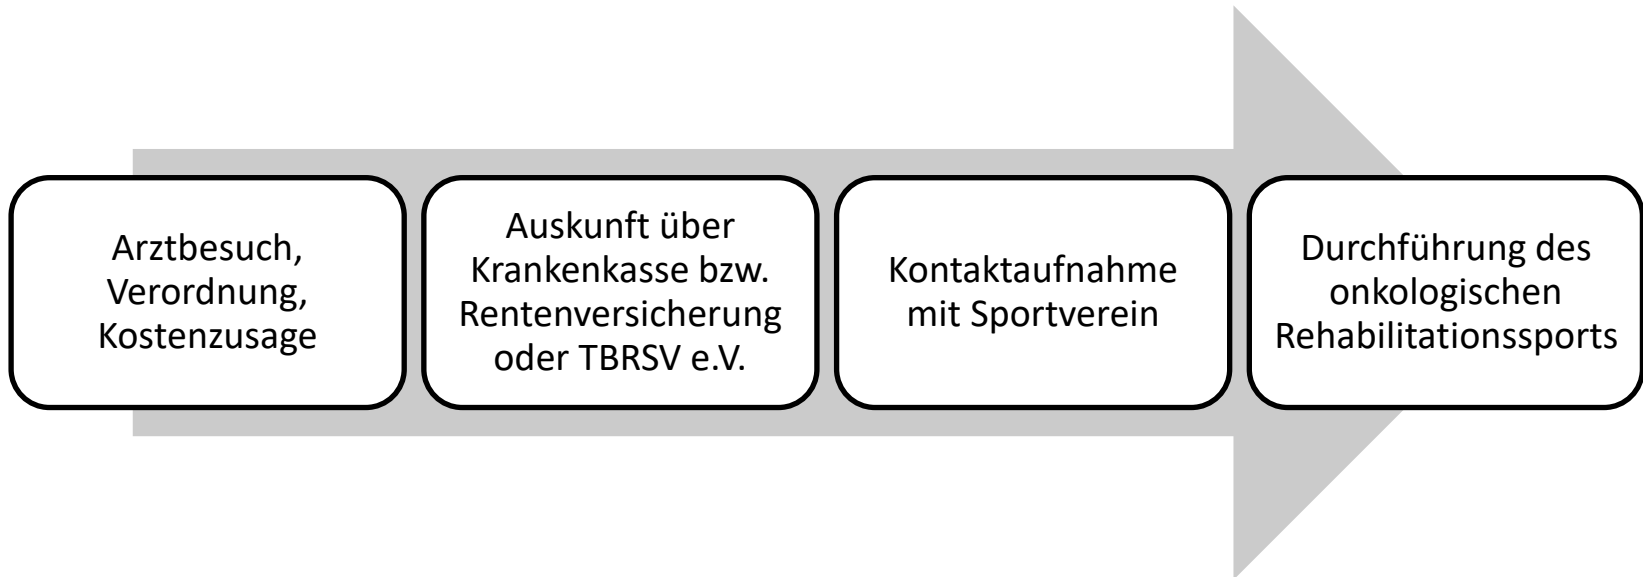 Arztbesuch,
Verordnung,
Kostenzusage
Auskunft über
Krankenkasse bzw.
Rentenversicherung
oder TBRSV e.V.
Kontaktaufnahme
mit Sportverein
Durchführung des
onkologischen
Rehabilitationssports